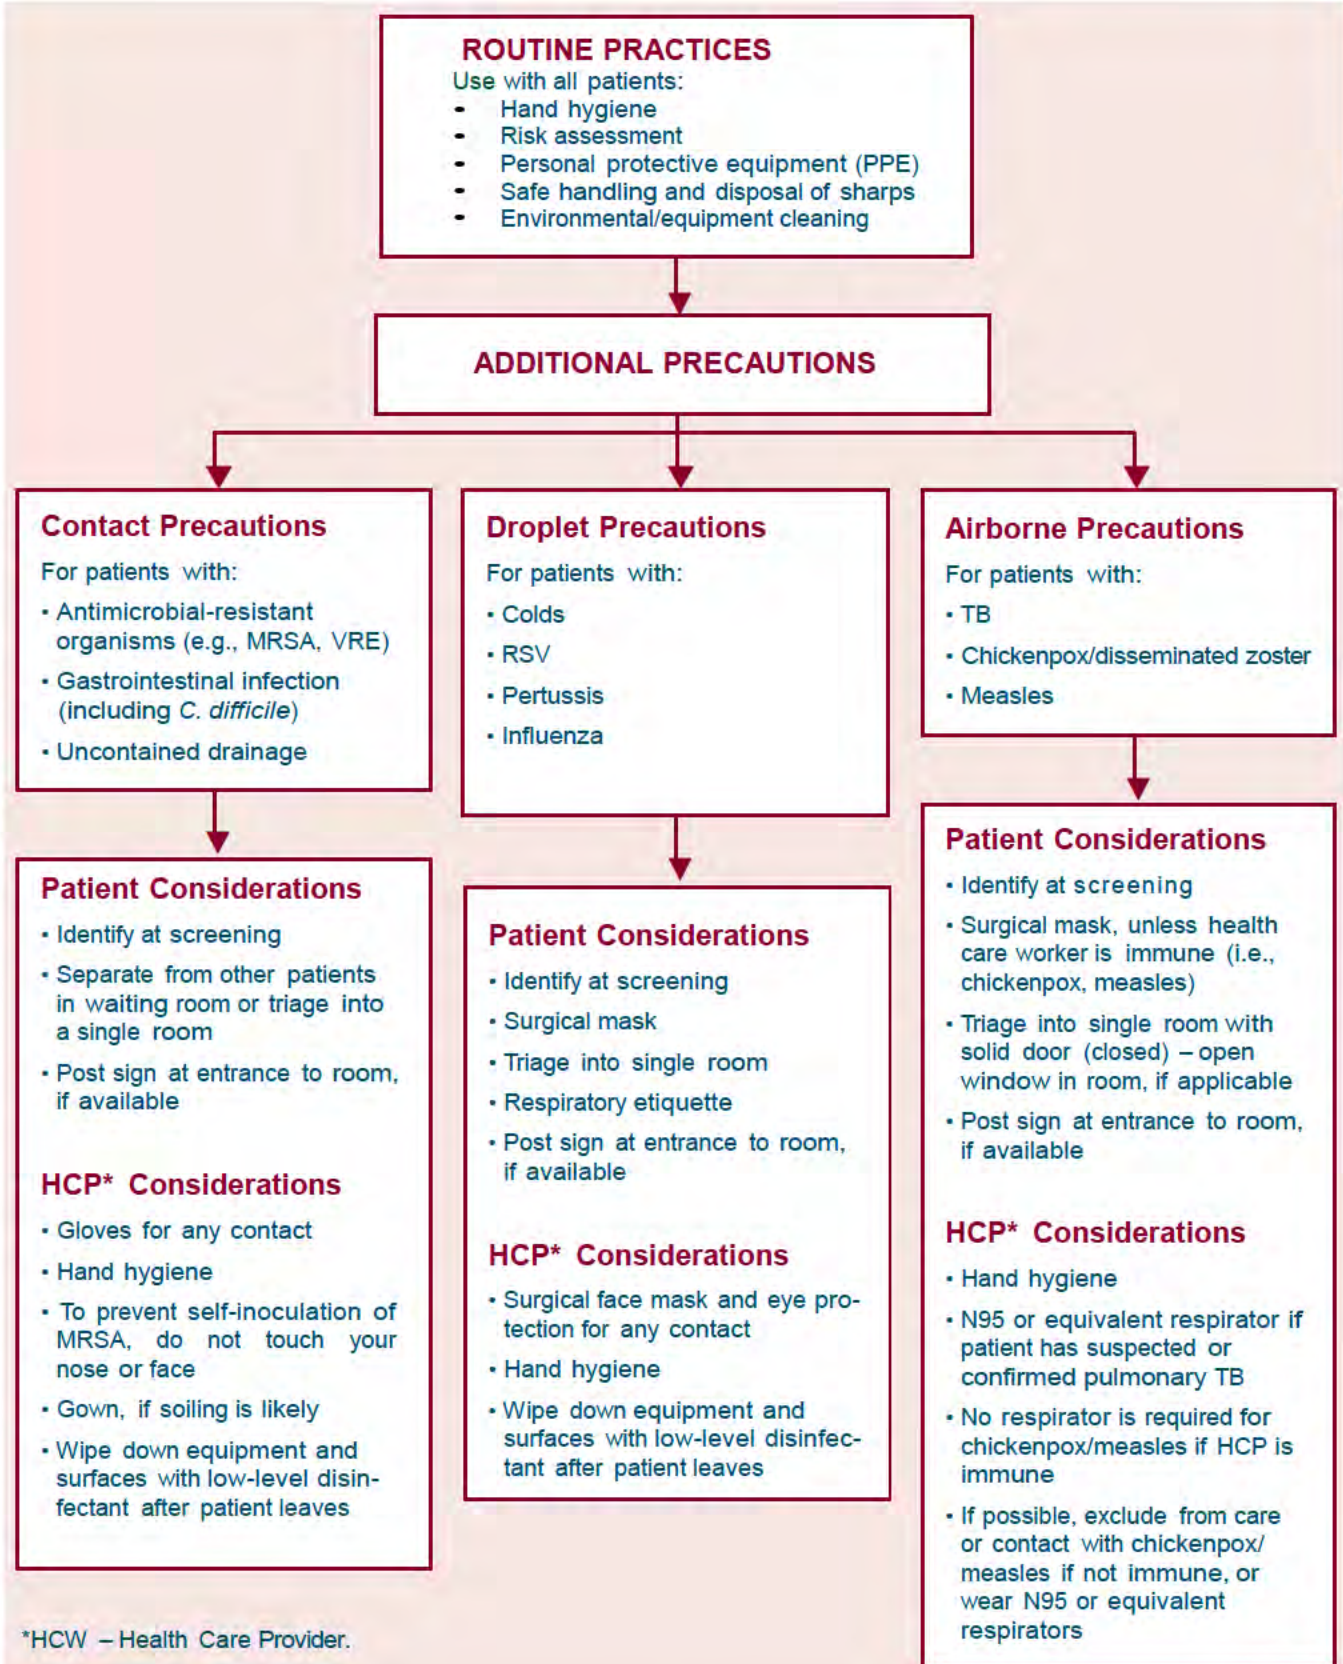 ROUTINE PRACTICES
Use with all patients:
• Hand hygiene
• Risk assessment
• Personal protective equipment (PPE)
• Safe handling and disposal of sharps
• Environmental/equipment cleaning
ADDITIONAL PRECAUTIONS
Contact Precautions
For patients with:
• Antimicrobial-resistant
organisms (e.g., MRSA, VRE)
• Gastrointestinal infection
(including C. difficile)
• Uncontained drainage
Patient Considerations
• Identify at screening
• Separate from other patients
in waiting room or triage into
a single room
• Post sign at entrance to room,
if available
HCP* Considerations
• Gloves for any contact
• Hand hygiene
• To prevent self-inoculation of
MRSA, do not touch your
nose or face
• Gown, if soiling is likely
• Wipe down equipment and
surfaces with low-level disin-
fectant after patient leaves
Droplet Precautions
For patients with:
• Colds
• RSV
• Pertussis
• Influenza
Patient Considerations
• Identify at screening
• Surgical mask
• Triage into single room
• Respiratory etiquette
• Post sign at entrance to room,
if available
HCP* Considerations
• Surgical face mask and eye pro-
tection for any contact
• Hand hygiene
• Wipe down equipment and
surfaces with low-level disinfec-
tant after patient leaves
Airborne Precautions
For patients with:
• TB
• Chickenpox/disseminated zoster
• Measles
Patient Considerations
• Identify at screening
• Surgical mask, unless health
care worker is immune (i.e.,
chickenpox, measles)
• Triage into single room with
solid door (closed) – open
window in room, if applicable
• Post sign at entrance to room,
if available
HCP* Considerations
• Hand hygiene
• N95 or equivalent respirator if
patient has suspected or
confirmed pulmonary TB
• No respirator is required for
chickenpox/measles if HCP is
immune
• If possible, exclude from care
or contact with chickenpox/
measles if not immune, or
wear N95 or equivalent
respirators
*HCW – Health Care Provider.